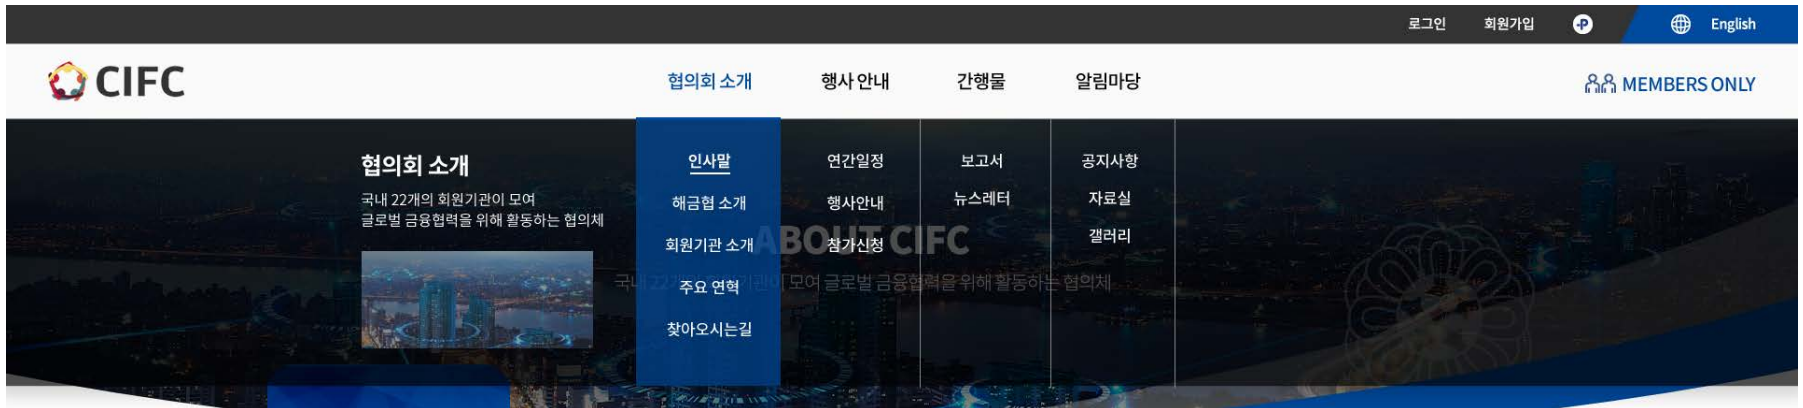 로그인 회원가입 P English
CIFC
협의회 소개 행사 안내 간행물 알림마당
MEMBERS ONLY
협의회 소개
국내 22개의 회원기관이 모여
글로벌 금융협력을 위해 활동하는 협의체
인사말
해금협 소개
회원기관 소개
주요 연혁
찾아오시는길
연간일정
행사안내
참가신청
보고서
뉴스레터
공지사항
자료실
갤러리
ABOUT CIFC
국내 22개의 회원기관이 모여 글로벌 금융협력을 위해 활동하는 협의체